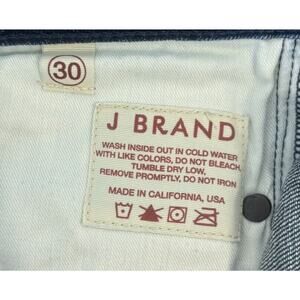 30
J BRAND
WASH INSIDE OUT IN COLD WATER
WITH LIKE COLORS, DO NOT BLEACH,
TUMBLE DRY LOW,
REMOVE PROMPTLY, DO NOT IRON
MADE IN CALIFORNIA, USA